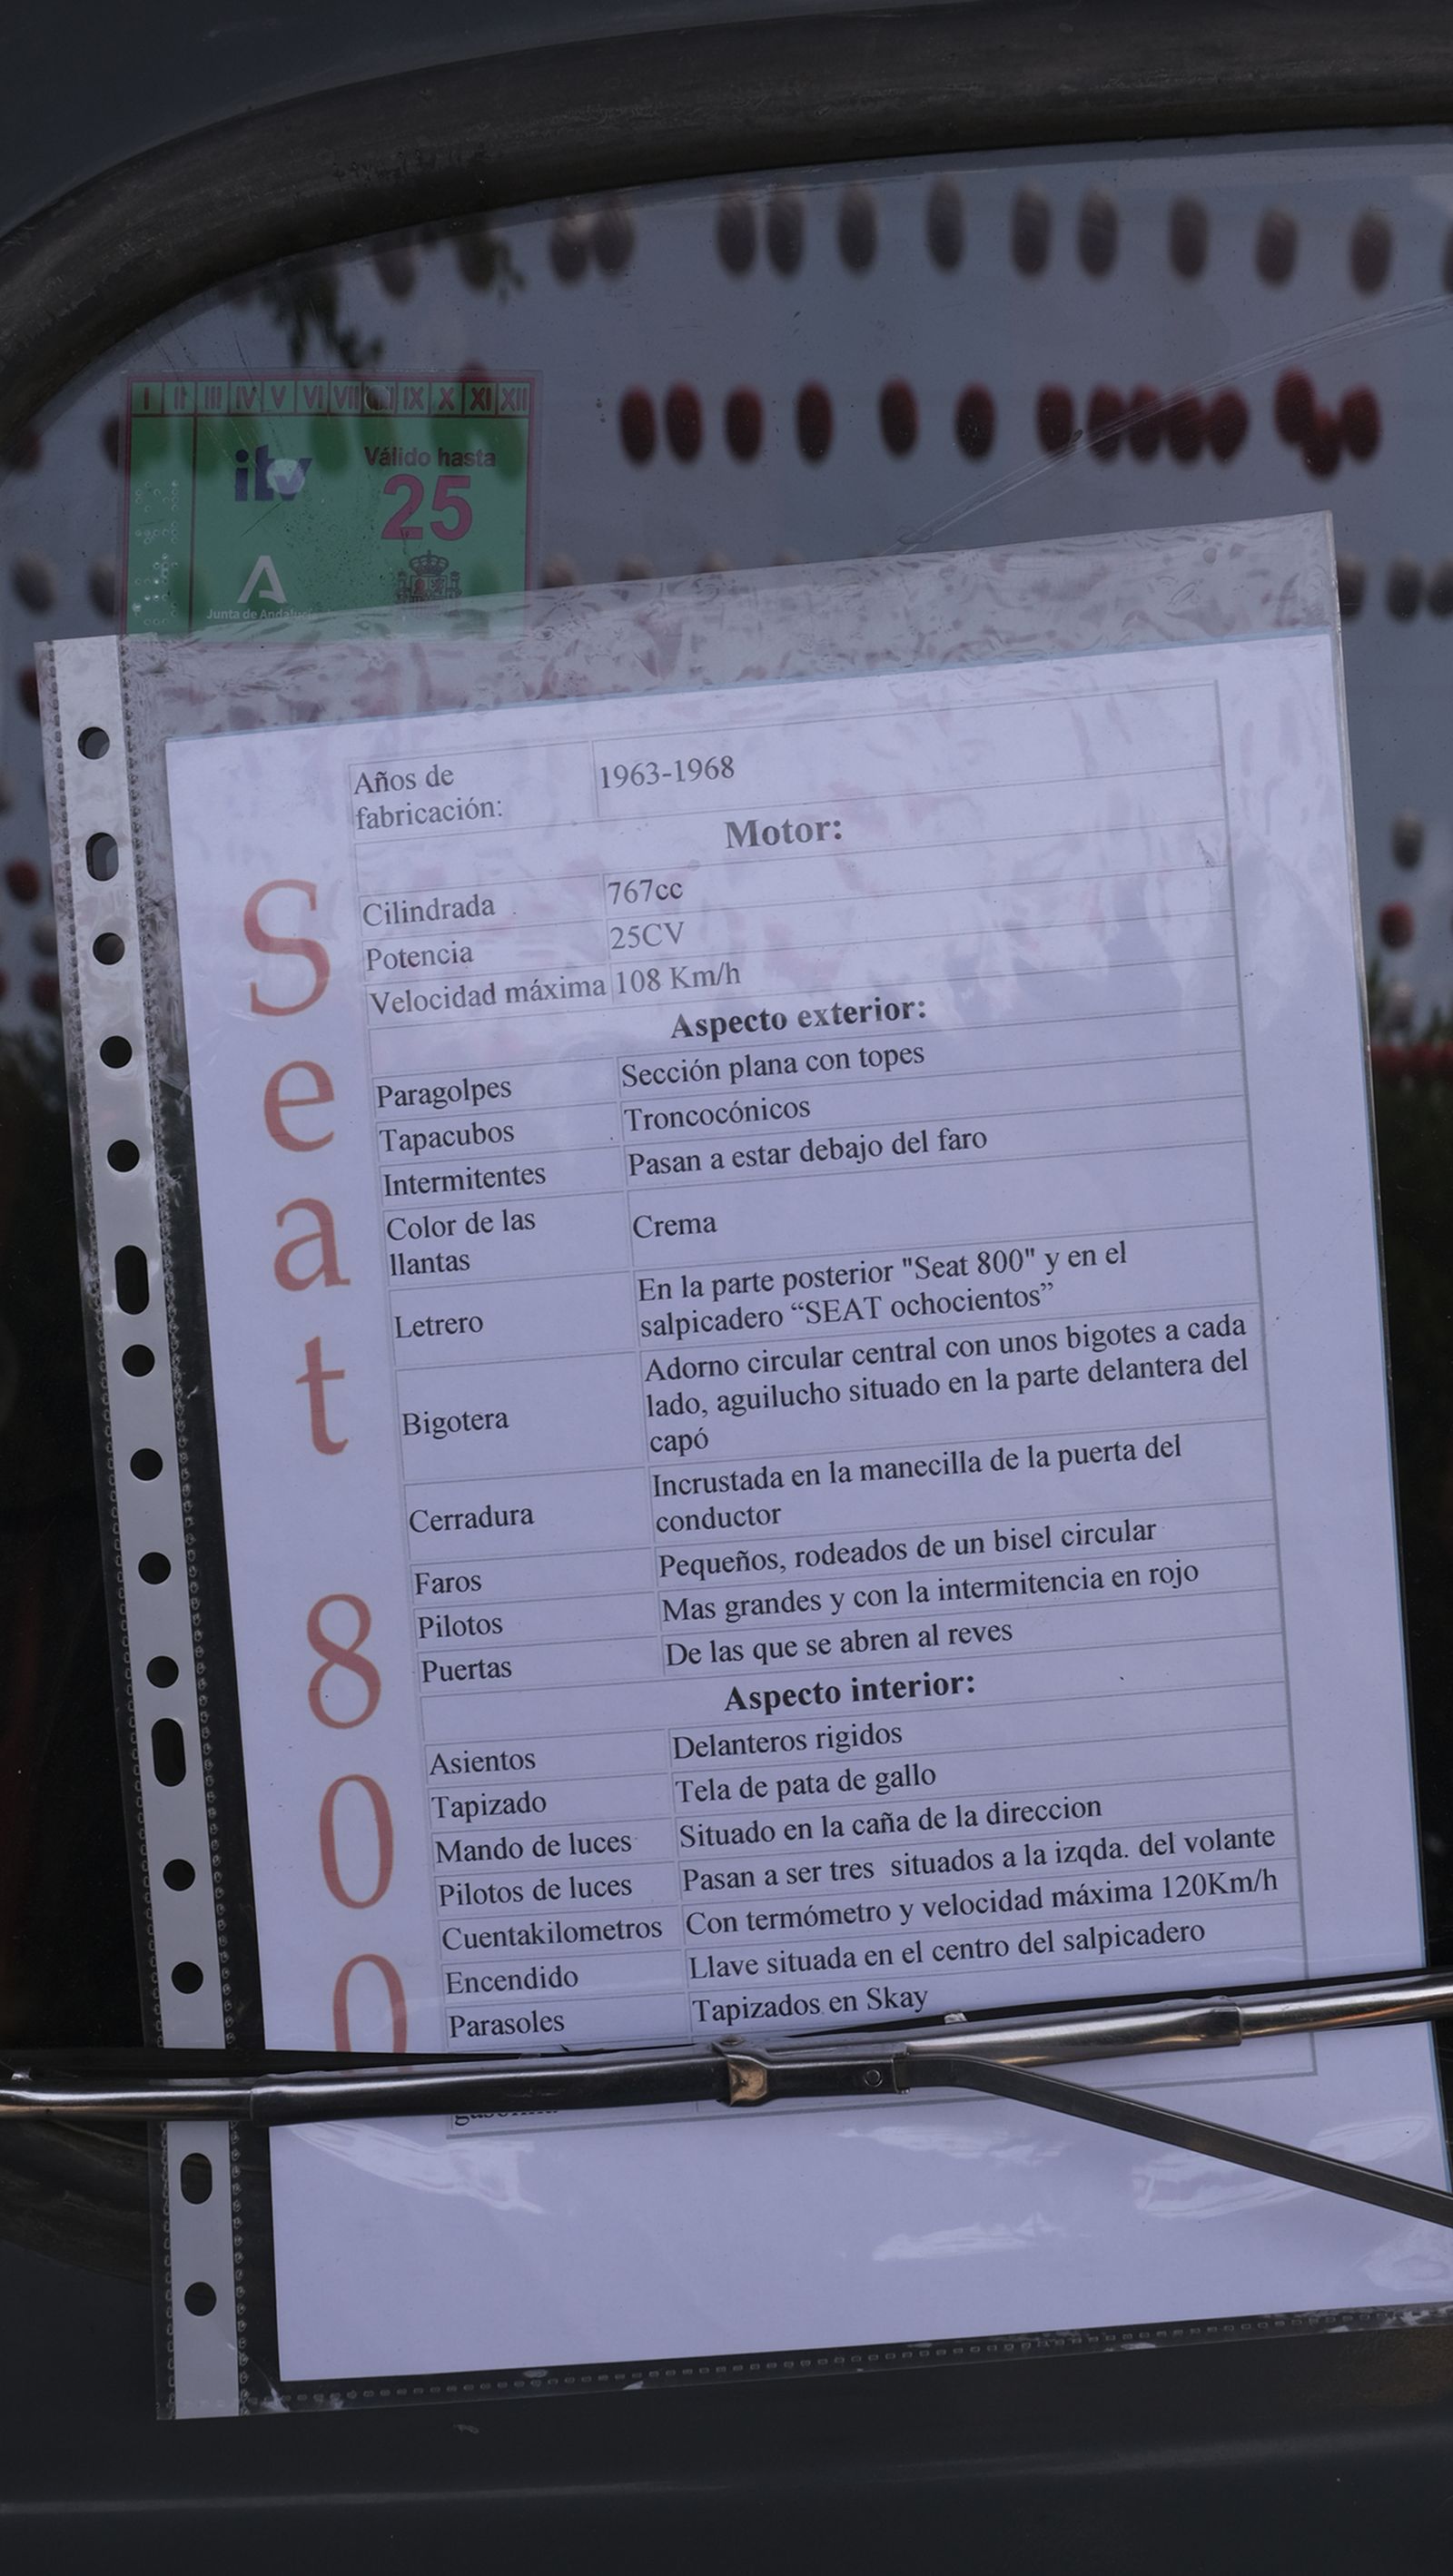 I II III IV V VI VII IX X XI XII
itv
Válido hasta
25
Junta de Andalucía
Seat 800
Años de
fabricación:
1963-1968
Motor:
Cilindrada
767cc
Potencia
25CV
Velocidad máxima
108 Km/h
Aspecto exterior:
Paragolpes
Sección plana con topes
Tapacubos
Troncocónicos
Intermitentes
Pasan a estar debajo del faro
Color de las
llantas
Crema
Letrero
En la parte posterior "Seat 800" y en el
salpicadero “SEAT ochocientos”
Bigotera
Adorno circular central con unos bigotes a cada
lado, aguilucho situado en la parte delantera del
capó
Cerradura
Incrustada en la manecilla de la puerta del
conductor
Faros
Pequeños, rodeados de un bisel circular
Pilotos
Mas grandes y con la intermitencia en rojo
Puertas
De las que se abren al reves
Aspecto interior:
Asientos
Delanteros rigidos
Tapizado
Tela de pata de gallo
Mando de luces
Situado en la caña de la direccion
Pilotos de luces
Pasan a ser tres situados a la izqda. del volante
Cuentakilometros
Con termómetro y velocidad máxima 120Km/h
Encendido
Llave situada en el centro del salpicadero
Parasoles
Tapizados en Skay